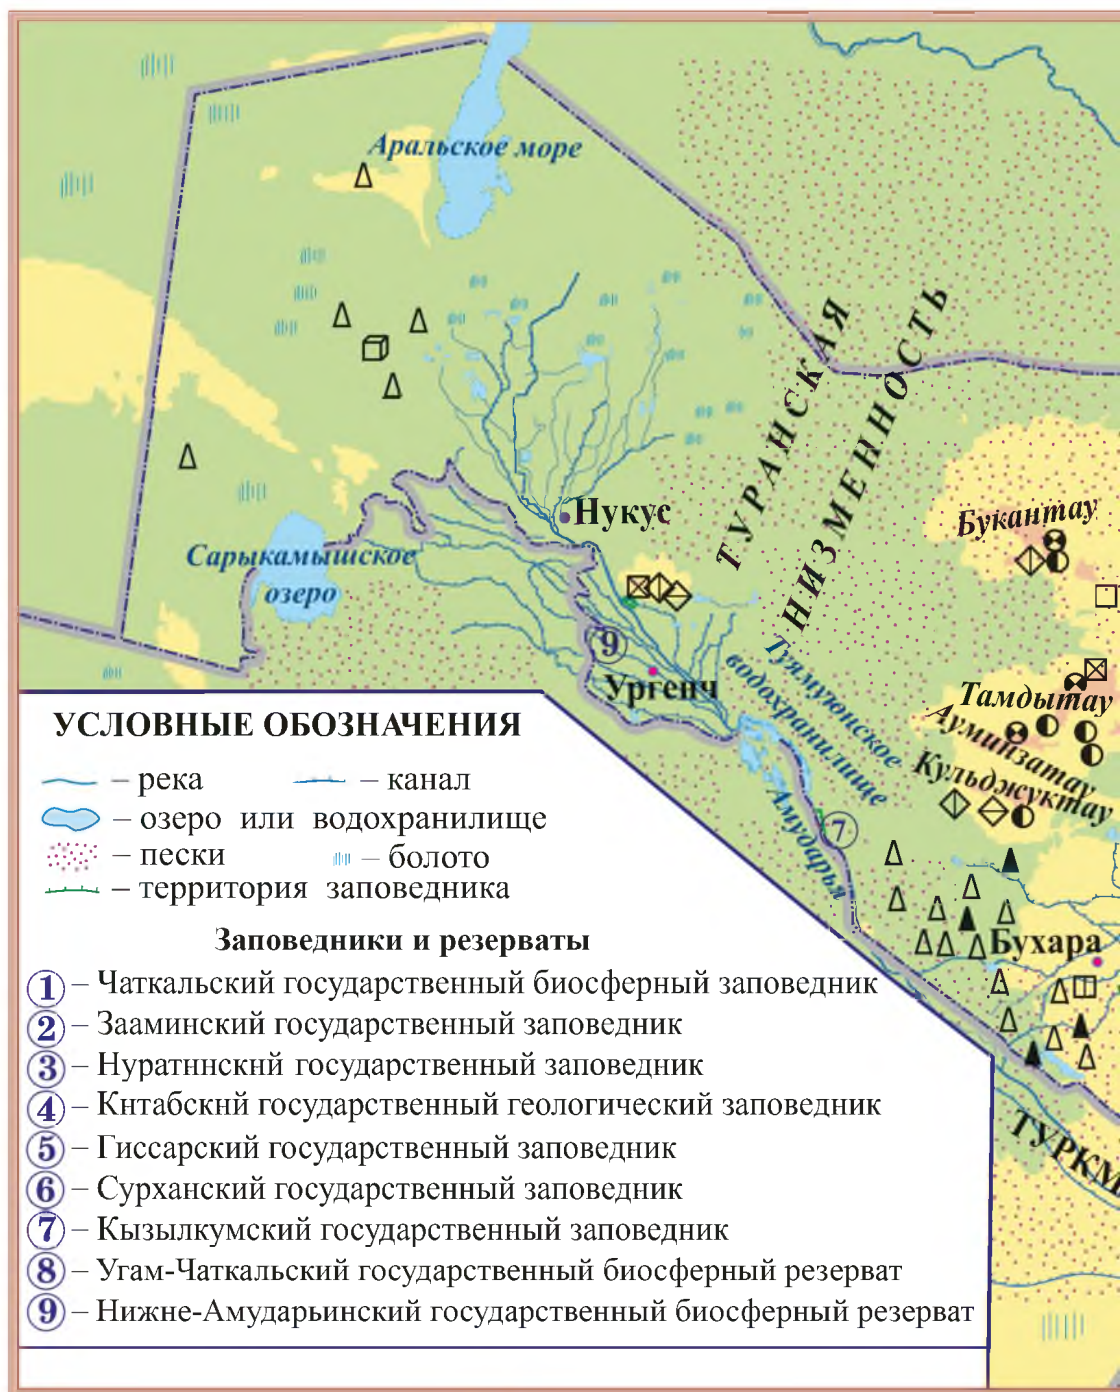 Аральское море
ТУРАНСКАЯ
НИЗМЕННОСТЬ
Нукус
Букантау
Сарыкамышское
озеро
9
Ургенч
Туямуюнское
водохранилище
Тамдытау
Ауминзатау
Кульджуктау
Амударья
7
Бухара
ТУРКМ
УСЛОВНЫЕ ОБОЗНАЧЕНИЯ
– река – канал
– озеро или водохранилище
– пески – болото
– территория заповедника
Заповедники и резерваты
1 – Чаткальский государственный биосферный заповедник
2 – Зааминский государственный заповедник
3 – Нуратннскнй государственный заповедник
4 – Кнтабскнй государственный геологический заповедник
5 – Гиссарский государственный заповедник
6 – Сурханский государственный заповедник
7 – Кызылкумский государственный заповедник
8 – Угам-Чаткальский государственный биосферный резерват
9 – Нижне-Амударьинский государственный биосферный резерват